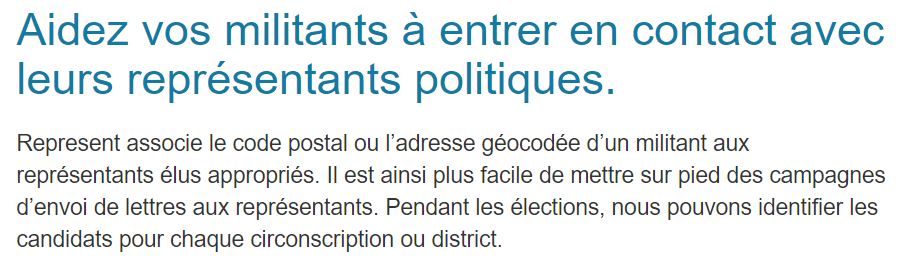 Aidez vos militants à entrer en contact avec
leurs représentants politiques.
Represent associe le code postal ou l’adresse géocodée d’un militant aux
représentants élus appropriés. Il est ainsi plus facile de mettre sur pied des campagnes
d’envoi de lettres aux représentants. Pendant les élections, nous pouvons identifier les
candidats pour chaque circonscription ou district.